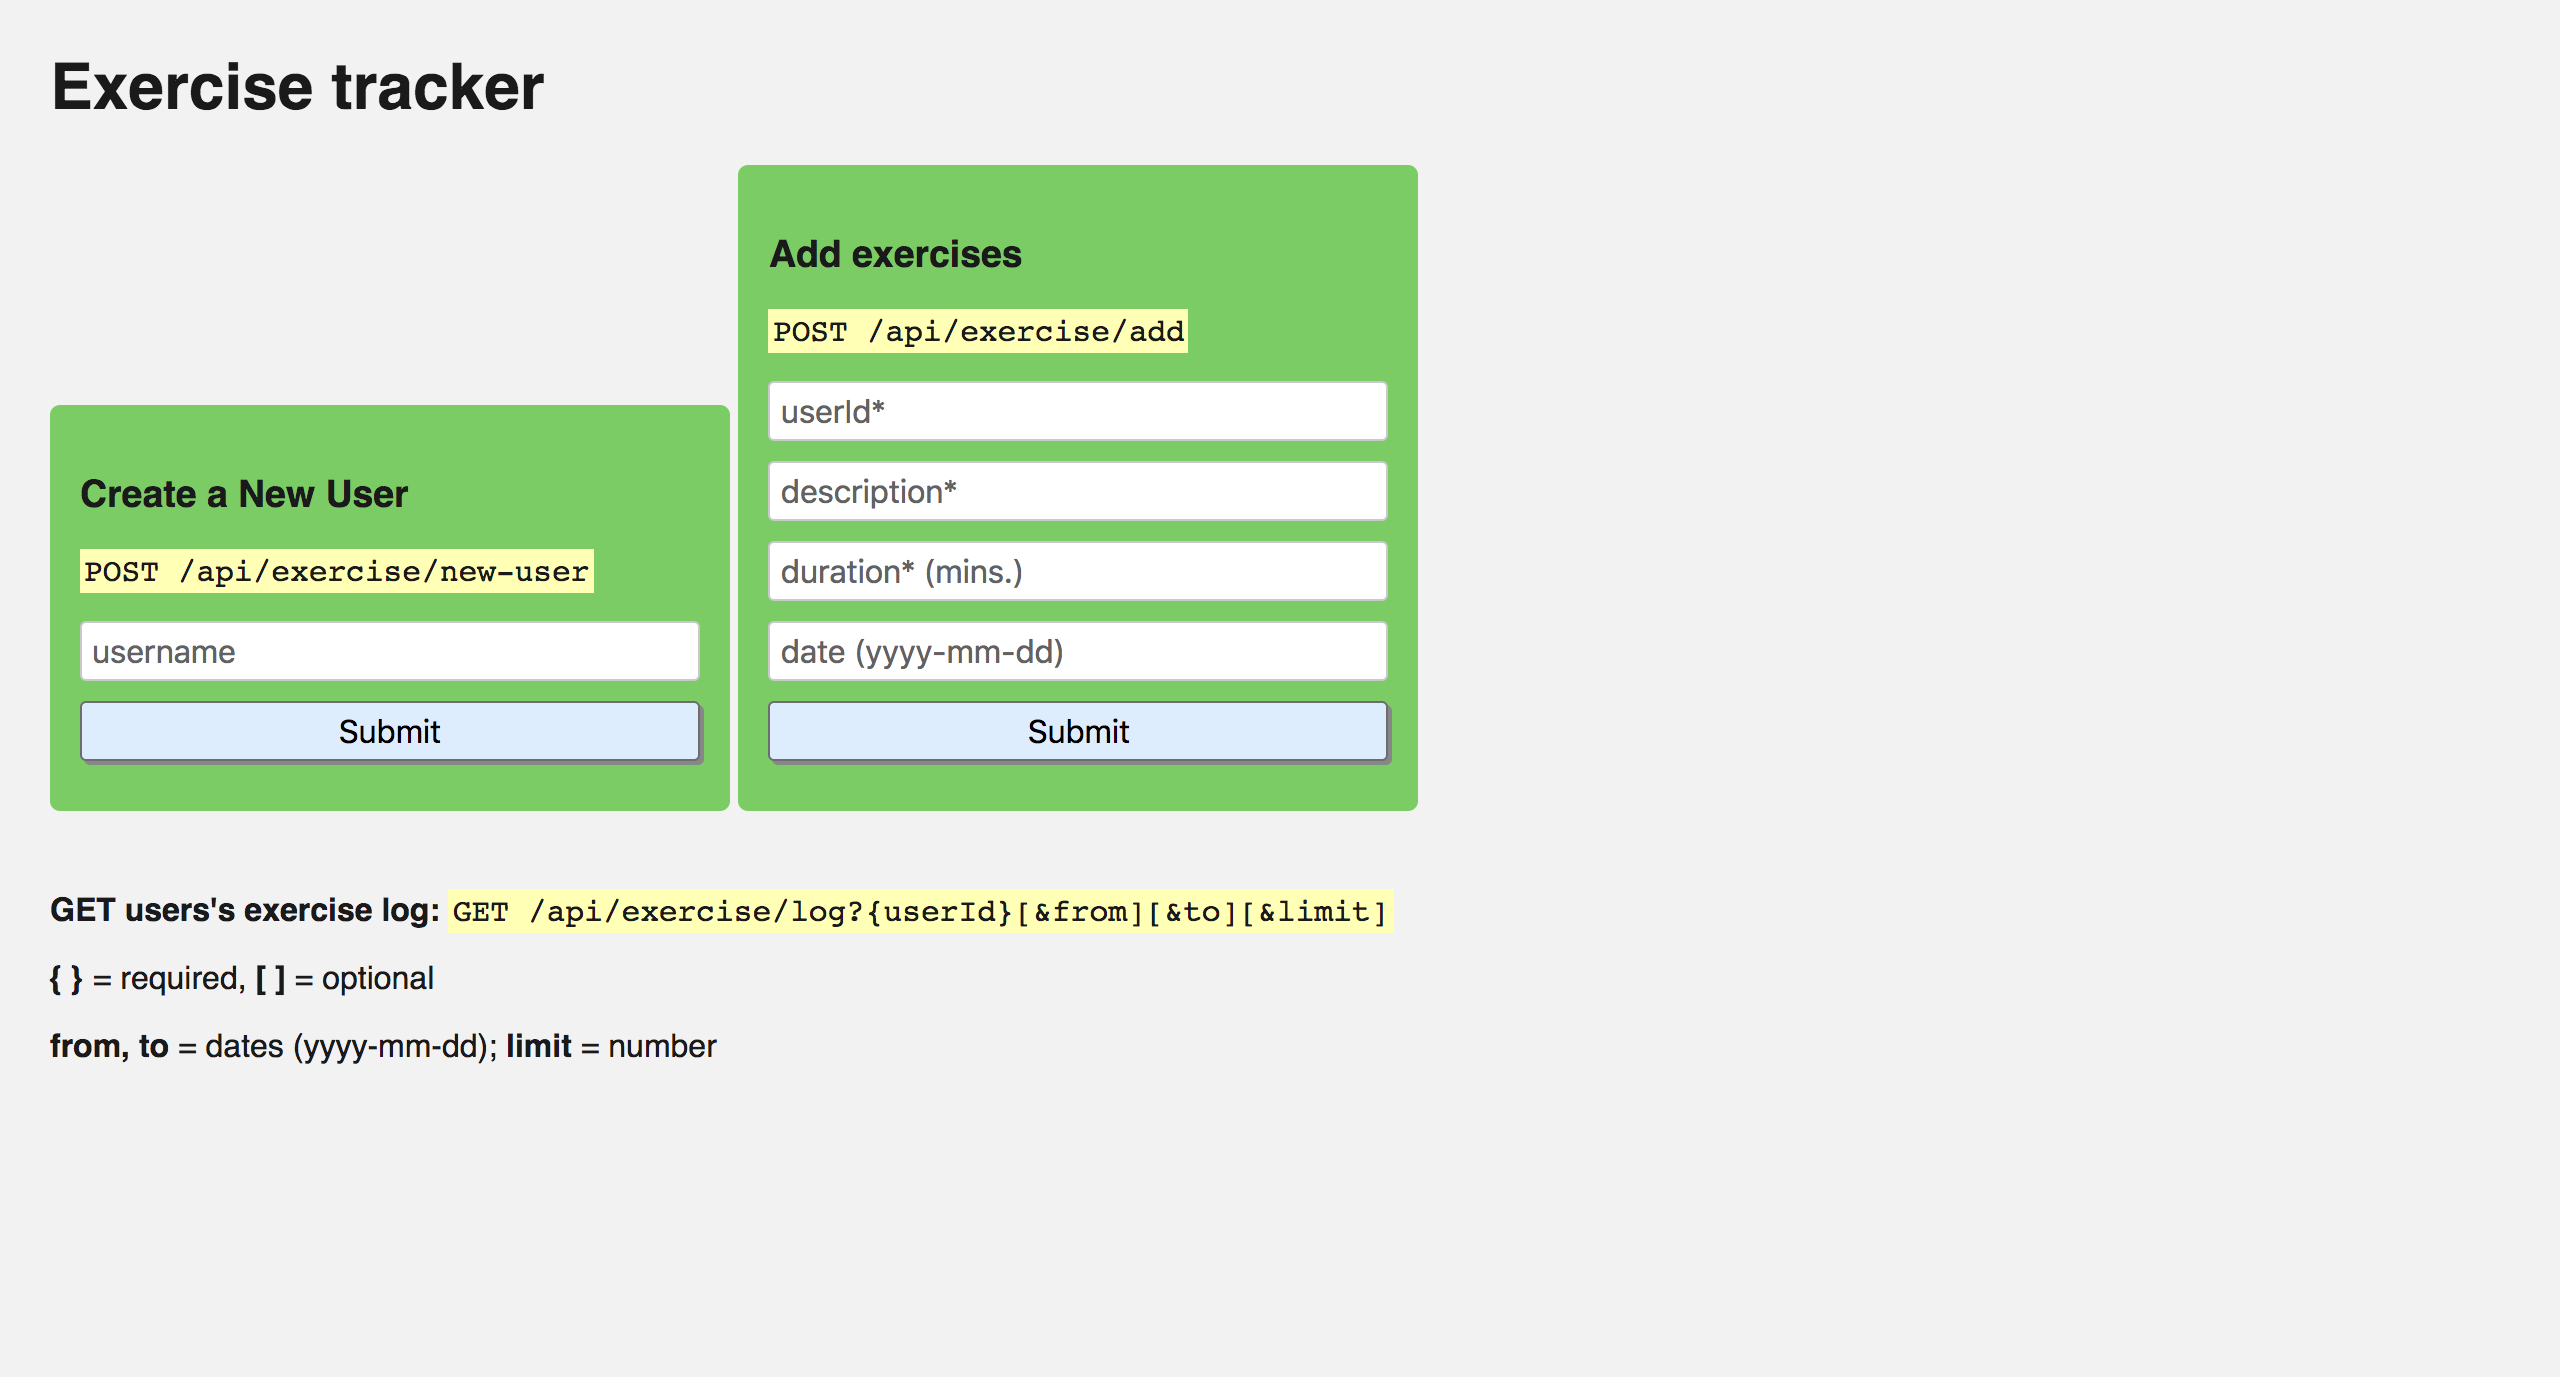 Exercise tracker
Create a New User
POST /api/exercise/new-user
username
Submit
Add exercises
POST /api/exercise/add
userId*
description*
duration* (mins.)
date (yyyy-mm-dd)
Submit
GET users's exercise log: GET /api/exercise/log?{userId}[&from][&to][&limit]
{ } = required, [ ] = optional
from, to = dates (yyyy-mm-dd); limit = number